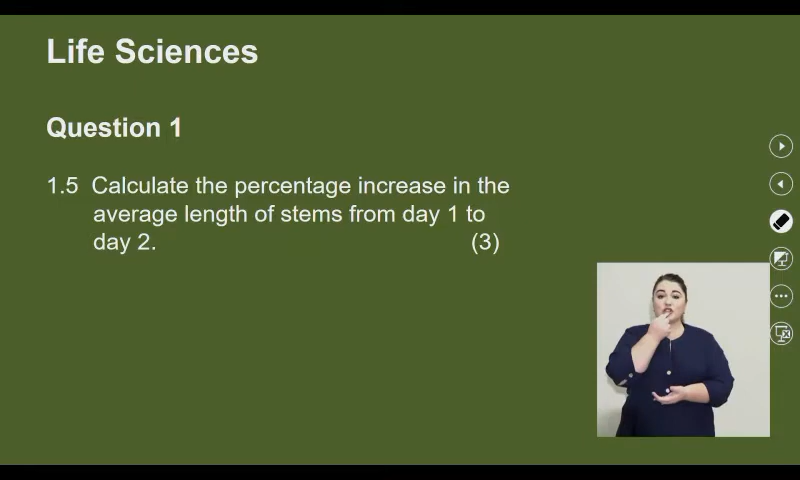 Life Sciences
Question 1
1.5 Calculate the percentage increase in the
average length of stems from day 1 to
day 2. (3)